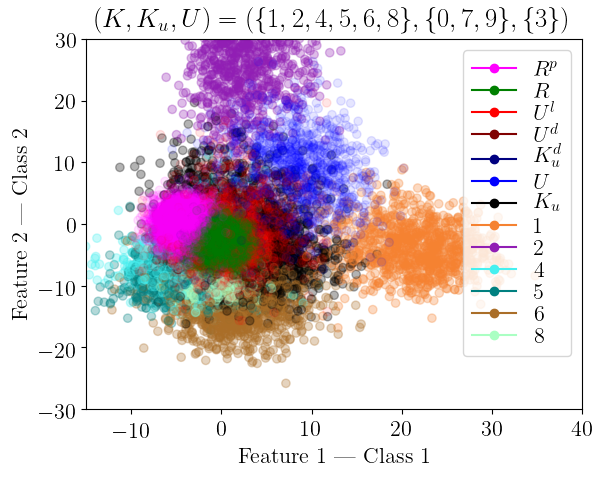 (K, K_u, U) = ({1, 2, 4, 5, 6, 8}, {0, 7, 9}, {3})
30
20
10
0
−10
−20
−30
Feature 2 — Class 2
R^p
R
U^l
U^d
K_u^d
U
K_u
1
2
4
5
6
8
−10
0
10
20
30
40
Feature 1 — Class 1